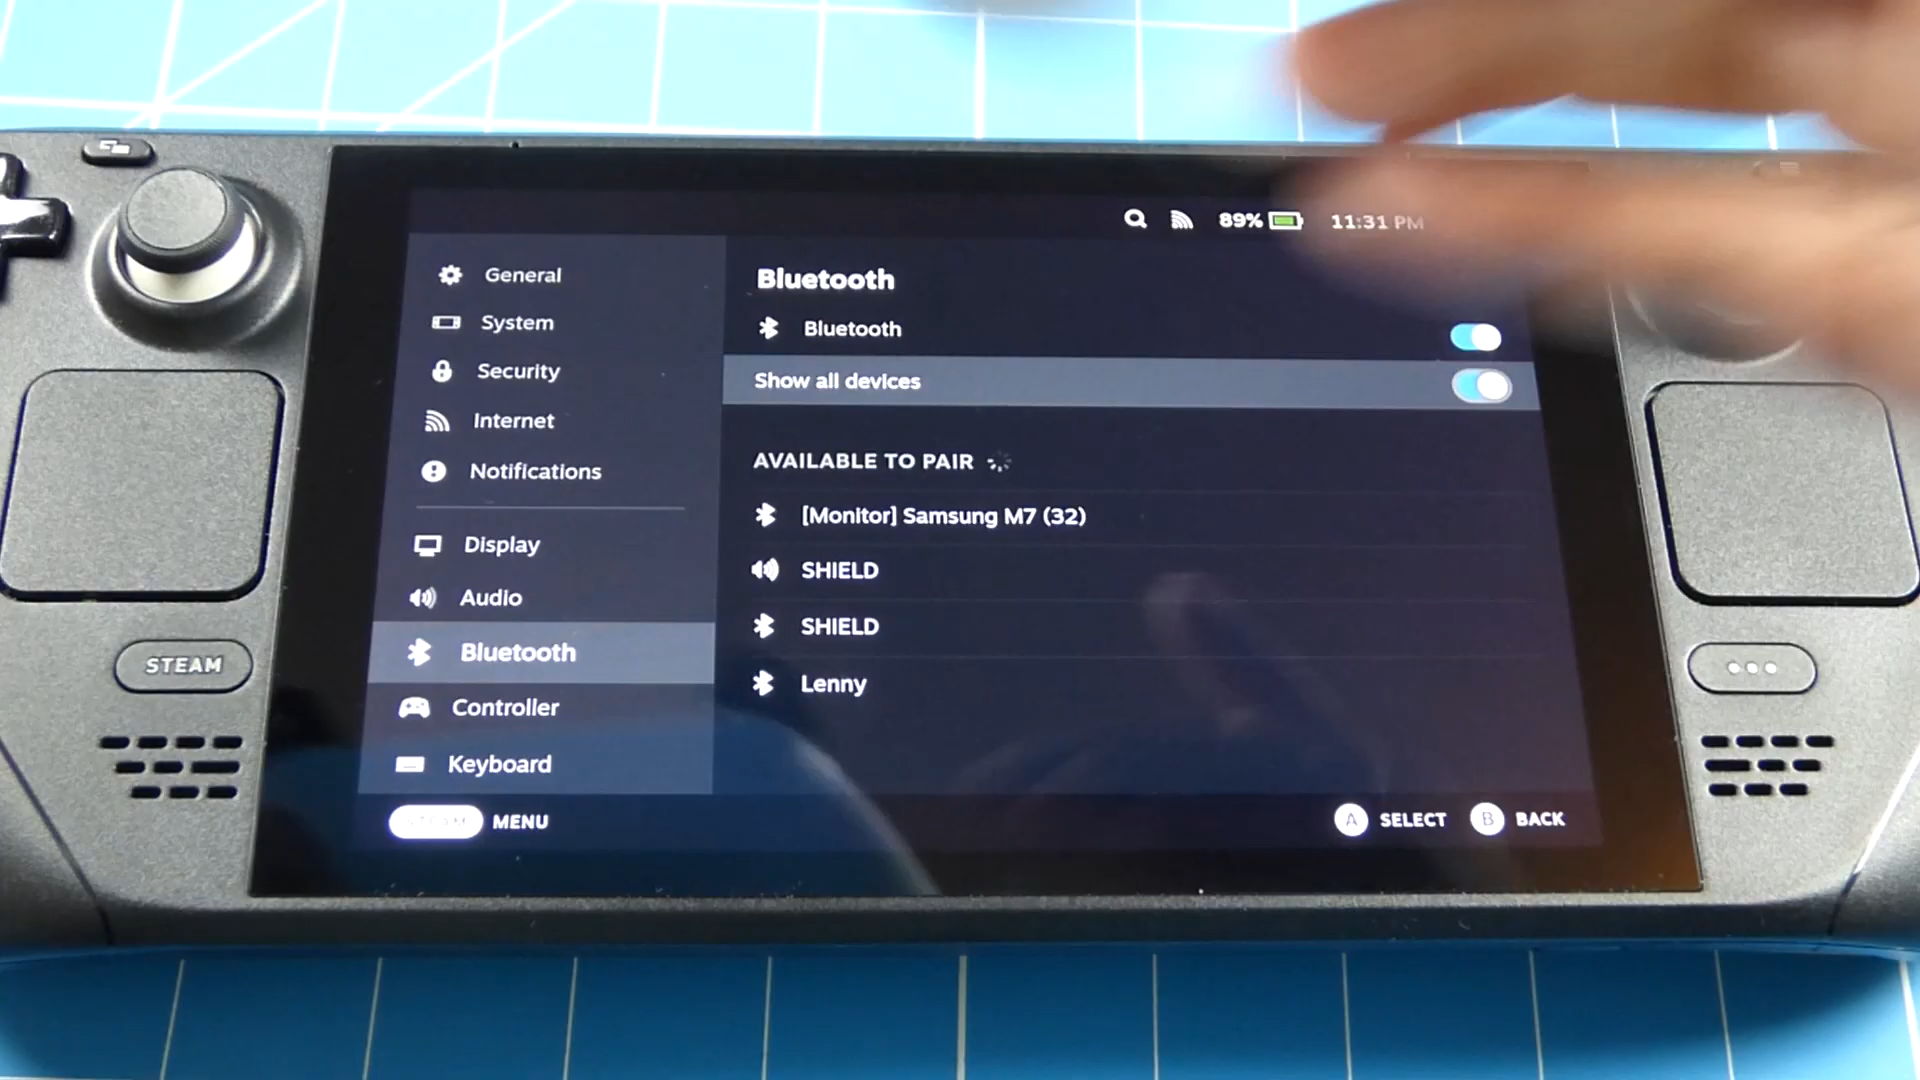 89% 11:31 PM
General
System
Security
Internet
Notifications
Display
Audio
Bluetooth
Controller
Keyboard
Bluetooth
Bluetooth
Show all devices
AVAILABLE TO PAIR
[Monitor] Samsung M7 (32)
SHIELD
SHIELD
Lenny
STEAM MENU
A SELECT B BACK
STEAM